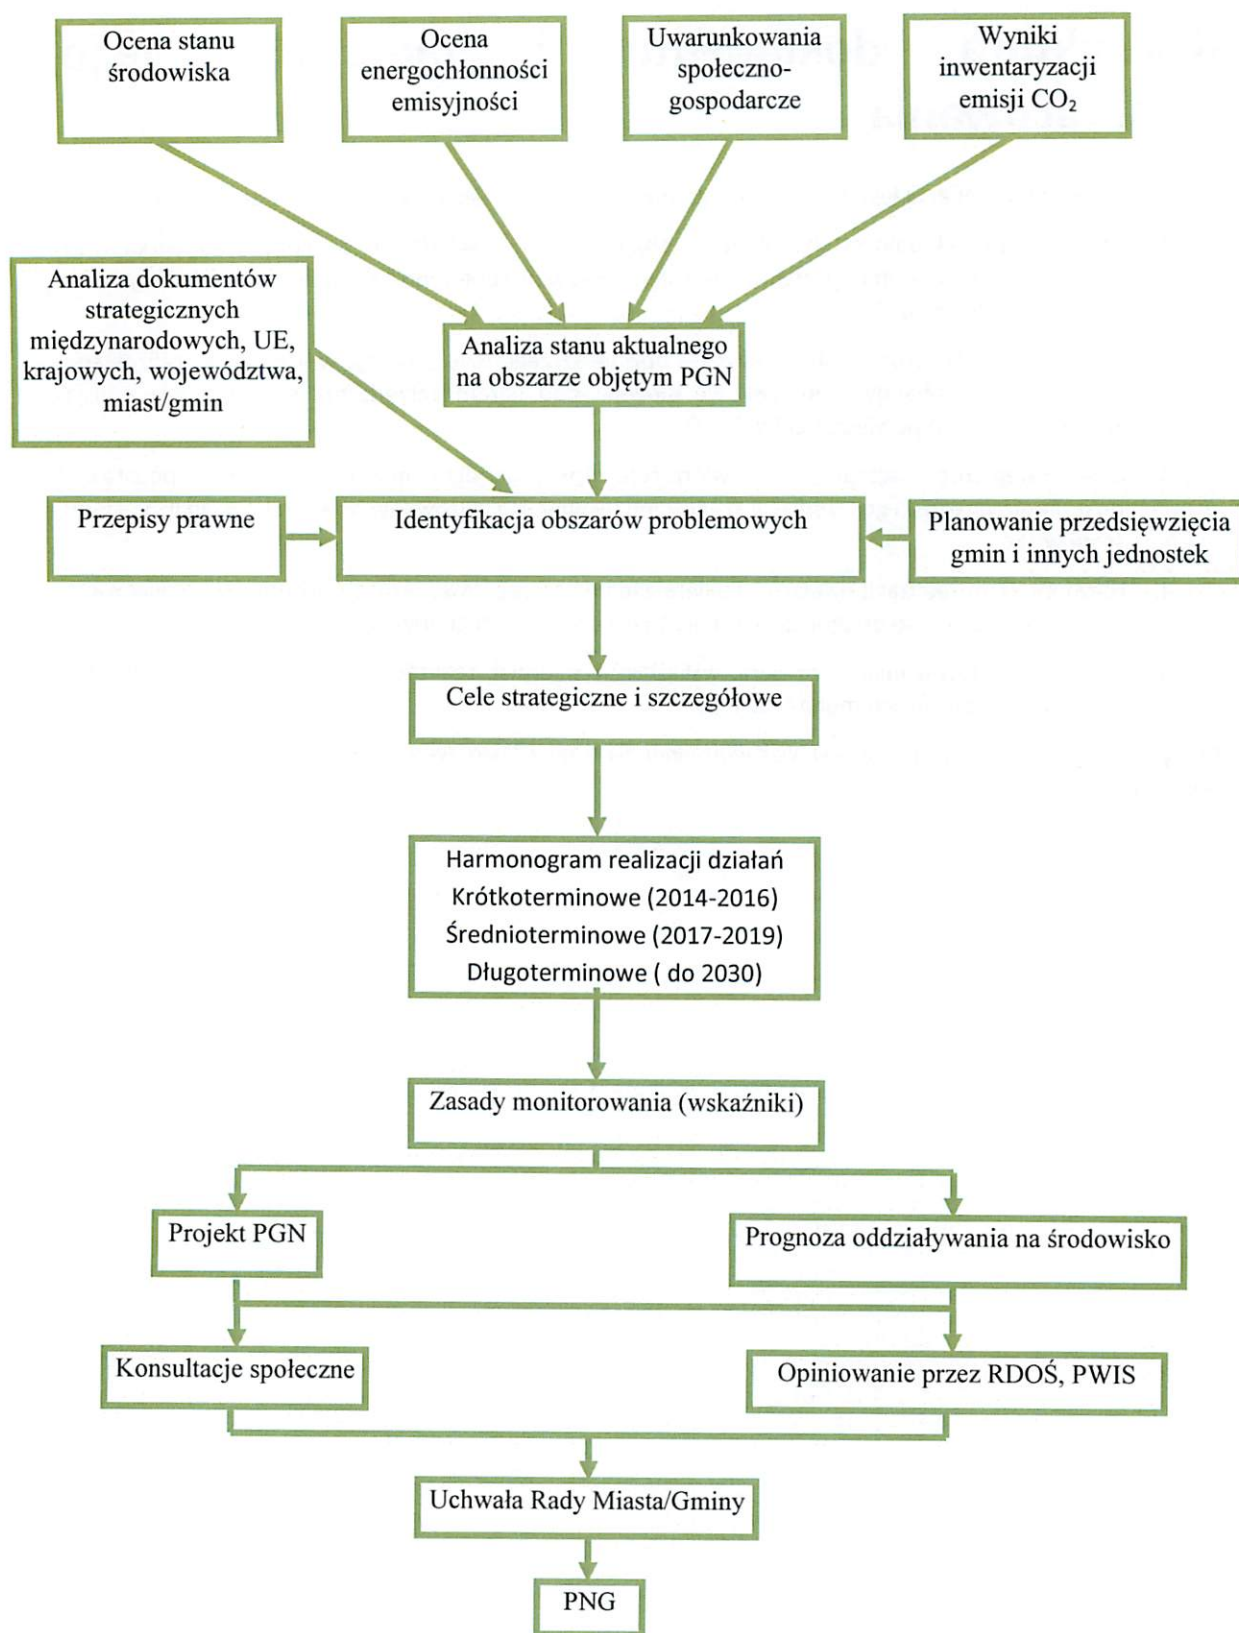 Ocena stanu
środowiska
Ocena
energochłonności
emisyjności
Uwarunkowania
społeczno-
gospodarcze
Wyniki
inwentaryzacji
emisji CO₂
Analiza dokumentów
strategicznych
międzynarodowych, UE,
krajowych, województwa,
miast/gmin
Analiza stanu aktualnego
na obszarze objętym PGN
Przepisy prawne
Identyfikacja obszarów problemowych
Planowanie przedsięwzięcia
gmin i innych jednostek
Cele strategiczne i szczegółowe
Harmonogram realizacji działań
Krótkoterminowe (2014-2016)
Średnioterminowe (2017-2019)
Długoterminowe ( do 2030)
Zasady monitorowania (wskaźniki)
Projekt PGN
Prognoza oddziaływania na środowisko
Konsultacje społeczne
Opiniowanie przez RDOŚ, PWIS
Uchwała Rady Miasta/Gminy
PNG